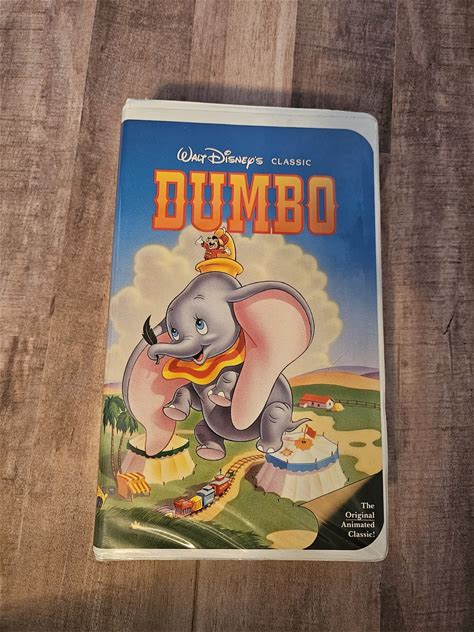 WALT DISNEY'S CLASSIC
DUMBO
The
Original
Animated
Classic!